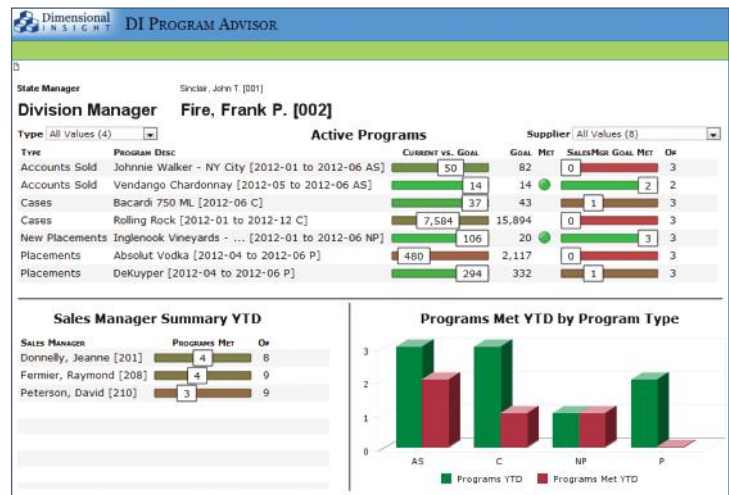 Dimensional INSIGHT DI PROGRAM ADVISOR
State Manager Sinclair, John T. [001]
Division Manager Fire, Frank P. [002]
Type All Values (4) Active Programs Supplier All Values (8)
TYPE PROGRAM DESC CURRENT VS. GOAL GOAL MET SALESMGR GOAL MET OF
Accounts Sold Johnnie Walker - NY City [2012-01 to 2012-06 AS] 50 82 0 3
Accounts Sold Vendango Chardonnay [2012-05 to 2012-06 AS] 14 14 2 2
Cases Bacardi 750 ML [2012-06 C] 37 43 1 3
Cases Rolling Rock [2012-01 to 2012-12 C] 7,584 15,894 0 3
New Placements Inglenook Vineyards - ... [2012-01 to 2012-06 NP] 106 20 3 3
Placements Absolut Vodka [2012-04 to 2012-06 P] 480 2,117 0 3
Placements DeKuyper [2012-04 to 2012-06 P] 294 332 1 3
Sales Manager Summary YTD
SALES MANAGER PROGRAMS MET OF
Donnelly, Jeanne [201] 4 8
Fermier, Raymond [208] 4 9
Peterson, David [210] 3 9
Programs Met YTD by Program Type
3
2
1
0
AS C NP P
Programs YTD Programs Met YTD